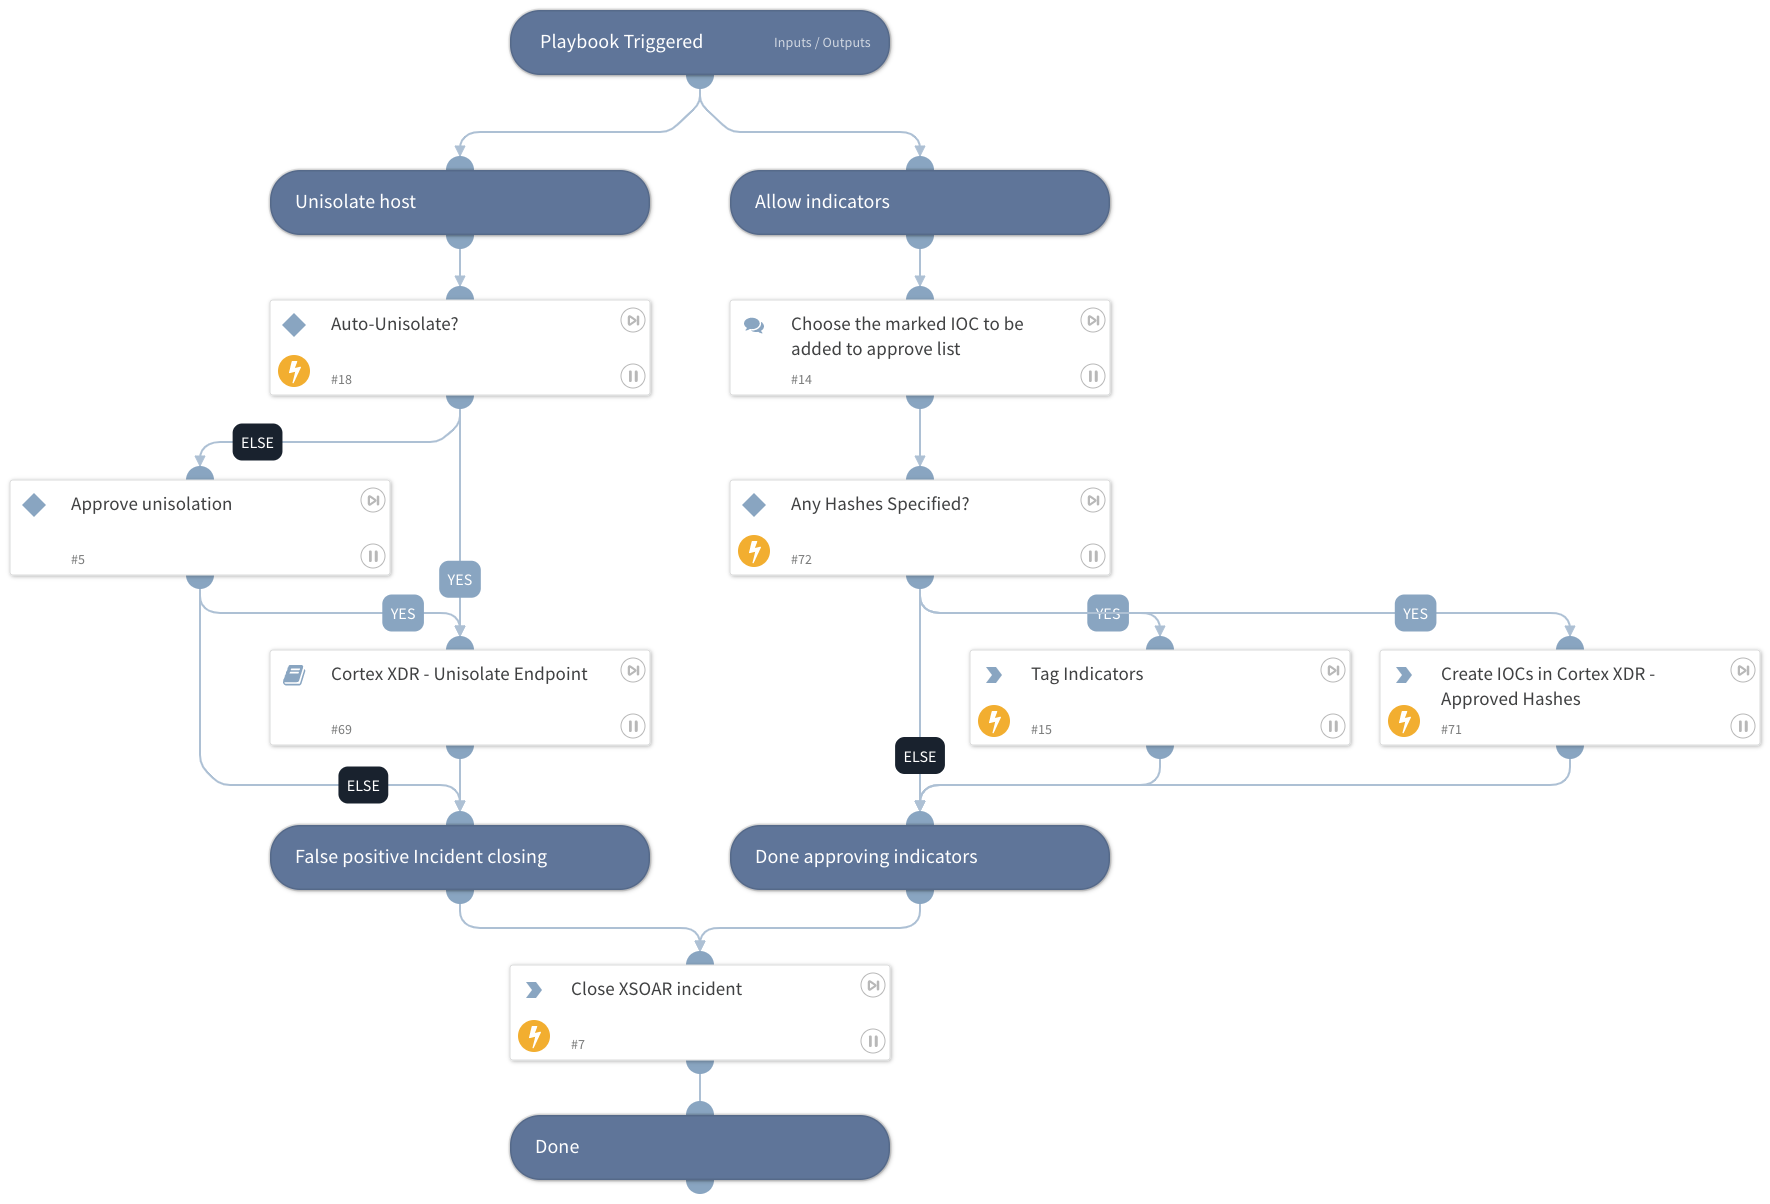 Playbook Triggered
Inputs / Outputs
Unisolate host
Allow indicators
Auto-Unisolate?
#18
Choose the marked IOC to be
added to approve list
#14
ELSE
Approve unisolation
#5
Any Hashes Specified?
#72
YES
YES
YES
YES
Cortex XDR - Unisolate Endpoint
#69
Tag Indicators
#15
Create IOCs in Cortex XDR -
Approved Hashes
#71
ELSE
ELSE
False positive Incident closing
Done approving indicators
Close XSOAR incident
#7
Done